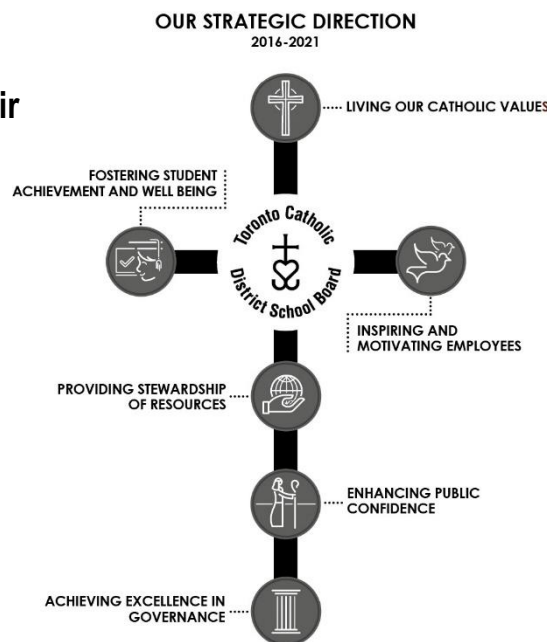 OUR STRATEGIC DIRECTION
2016-2021
ir
LIVING OUR CATHOLIC VALUES
FOSTERING STUDENT
ACHIEVEMENT AND WELL BEING
Toronto Catholic
District School Board
INSPIRING AND
MOTIVATING EMPLOYEES
PROVIDING STEWARDSHIP
OF RESOURCES
ENHANCING PUBLIC
CONFIDENCE
ACHIEVING EXCELLENCE IN
GOVERNANCE